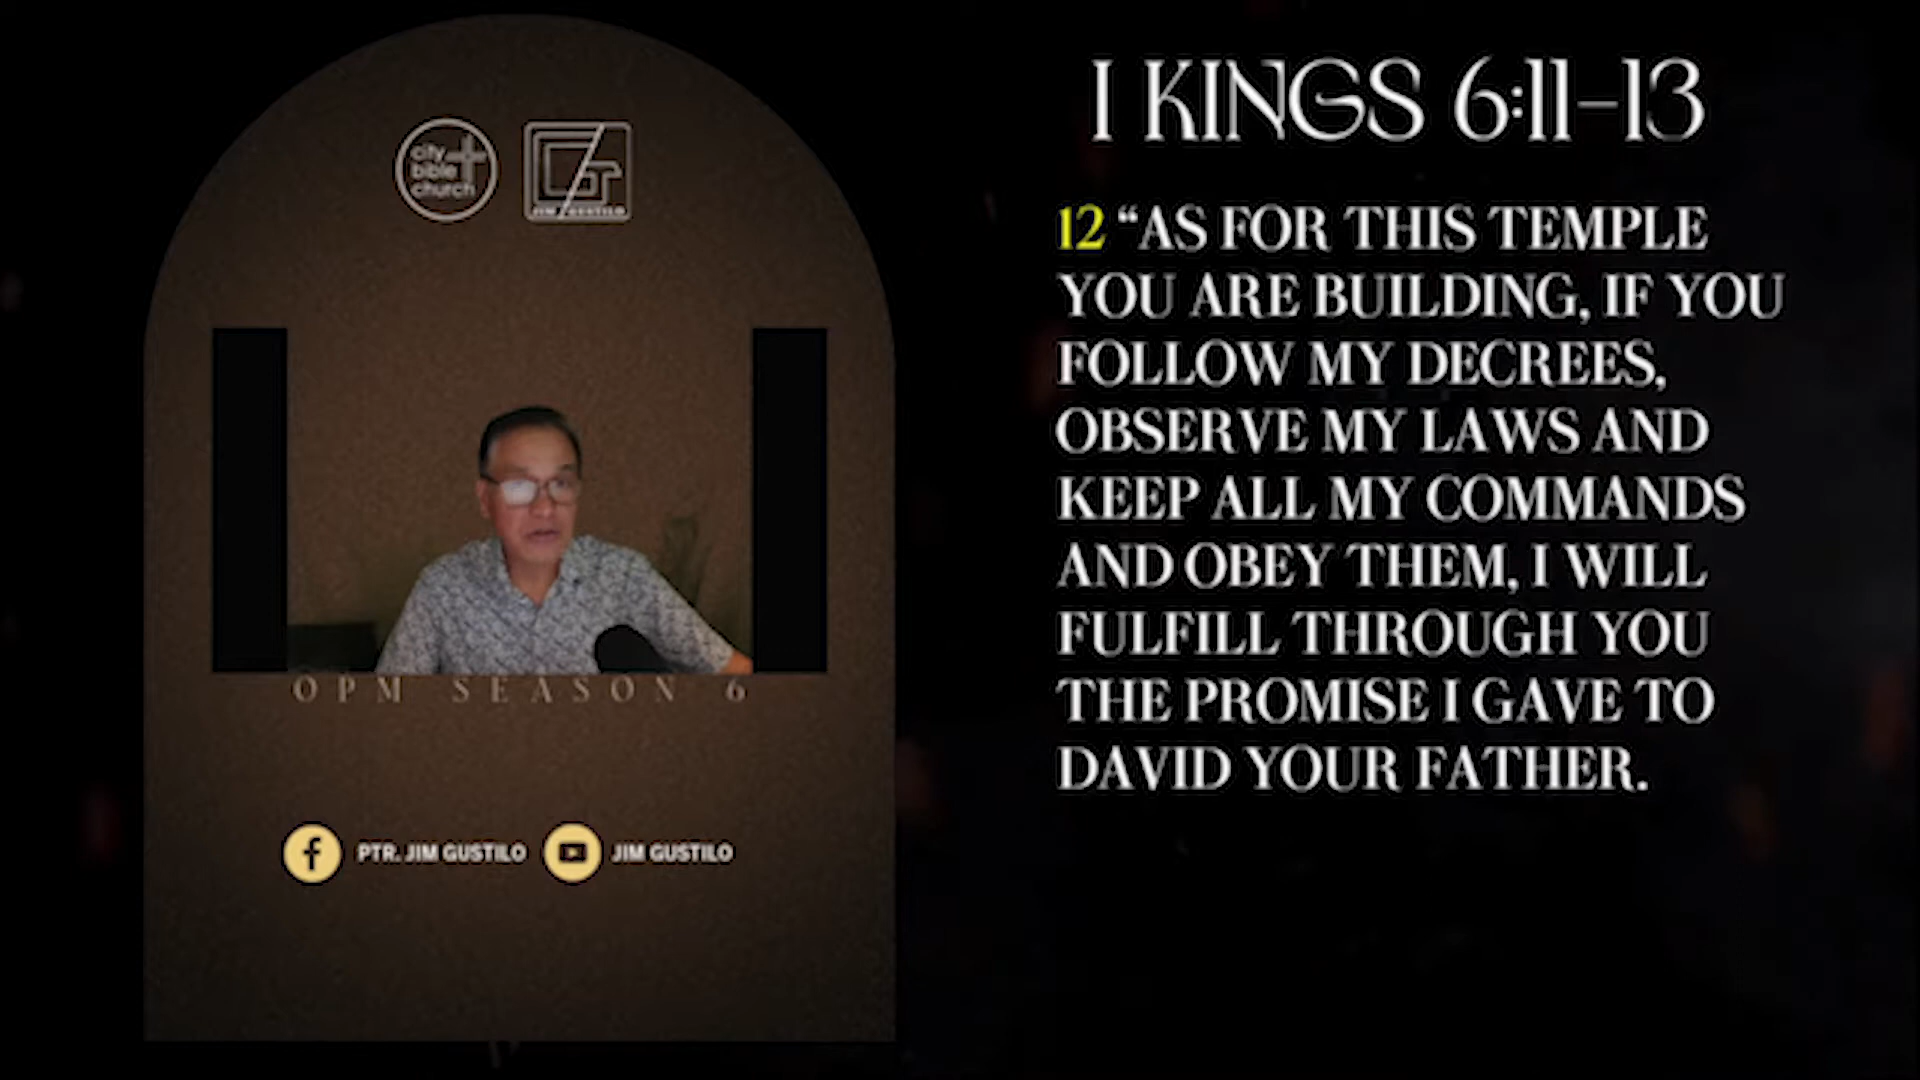 city
bible
church
JIM GUSTILO
OPM SEASON 6
PTR. JIM GUSTILO
JIM GUSTILO
I KINGS 6:11-13
12 “AS FOR THIS TEMPLE
YOU ARE BUILDING, IF YOU
FOLLOW MY DECREES,
OBSERVE MY LAWS AND
KEEP ALL MY COMMANDS
AND OBEY THEM, I WILL
FULFILL THROUGH YOU
THE PROMISE I GAVE TO
DAVID YOUR FATHER.